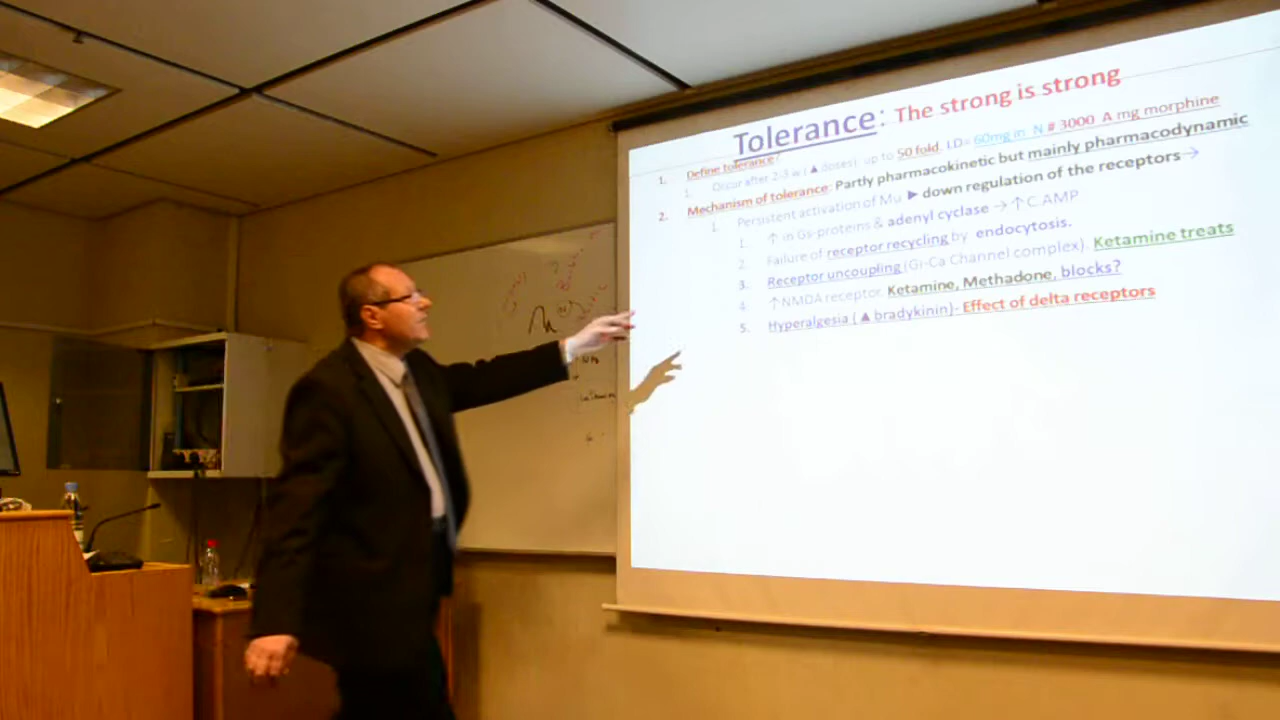 Tolerance: The strong is strong
1. Define tolerance?
1. Occur after 2-3 w (▲ doses) up to 50 fold. LD= 60mg in N # 3000 A mg morphine
2. Mechanism of tolerance: Partly pharmacokinetic but mainly pharmacodynamic
1. Persistent activation of Mu ► down regulation of the receptors →
1. ↑ in Gs-proteins & adenyl cyclase → ↑ C AMP
2. Failure of receptor recycling by endocytosis.
3. Receptor uncoupling (Gi-Ca Channel complex). Ketamine treats
4. ↑ NMDA receptor. Ketamine, Methadone, blocks?
5. Hyperalgesia (▲ bradykinin)- Effect of delta receptors